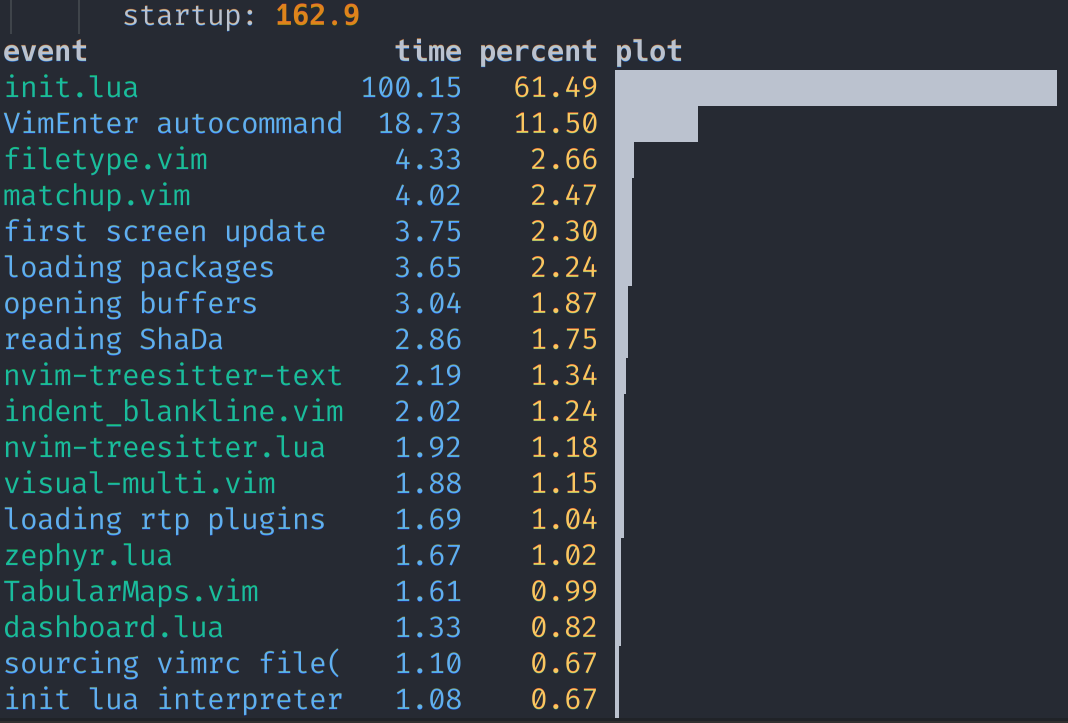 startup: 162.9
event time percent plot
init.lua 100.15 61.49
VimEnter autocommand 18.73 11.50
filetype.vim 4.33 2.66
matchup.vim 4.02 2.47
first screen update 3.75 2.30
loading packages 3.65 2.24
opening buffers 3.04 1.87
reading ShaDa 2.86 1.75
nvim-treesitter-text 2.19 1.34
indent_blankline.vim 2.02 1.24
nvim-treesitter.lua 1.92 1.18
visual-multi.vim 1.88 1.15
loading rtp plugins 1.69 1.04
zephyr.lua 1.67 1.02
TabularMaps.vim 1.61 0.99
dashboard.lua 1.33 0.82
sourcing vimrc file( 1.10 0.67
init lua interpreter 1.08 0.67